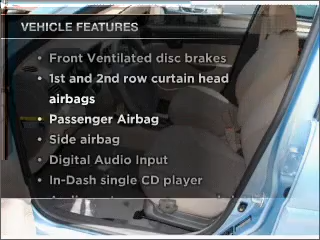 VEHICLE FEATURES
• Front Ventilated disc brakes
• 1st and 2nd row curtain head
airbags
• Passenger Airbag
• Side airbag
• Digital Audio Input
• In-Dash single CD player